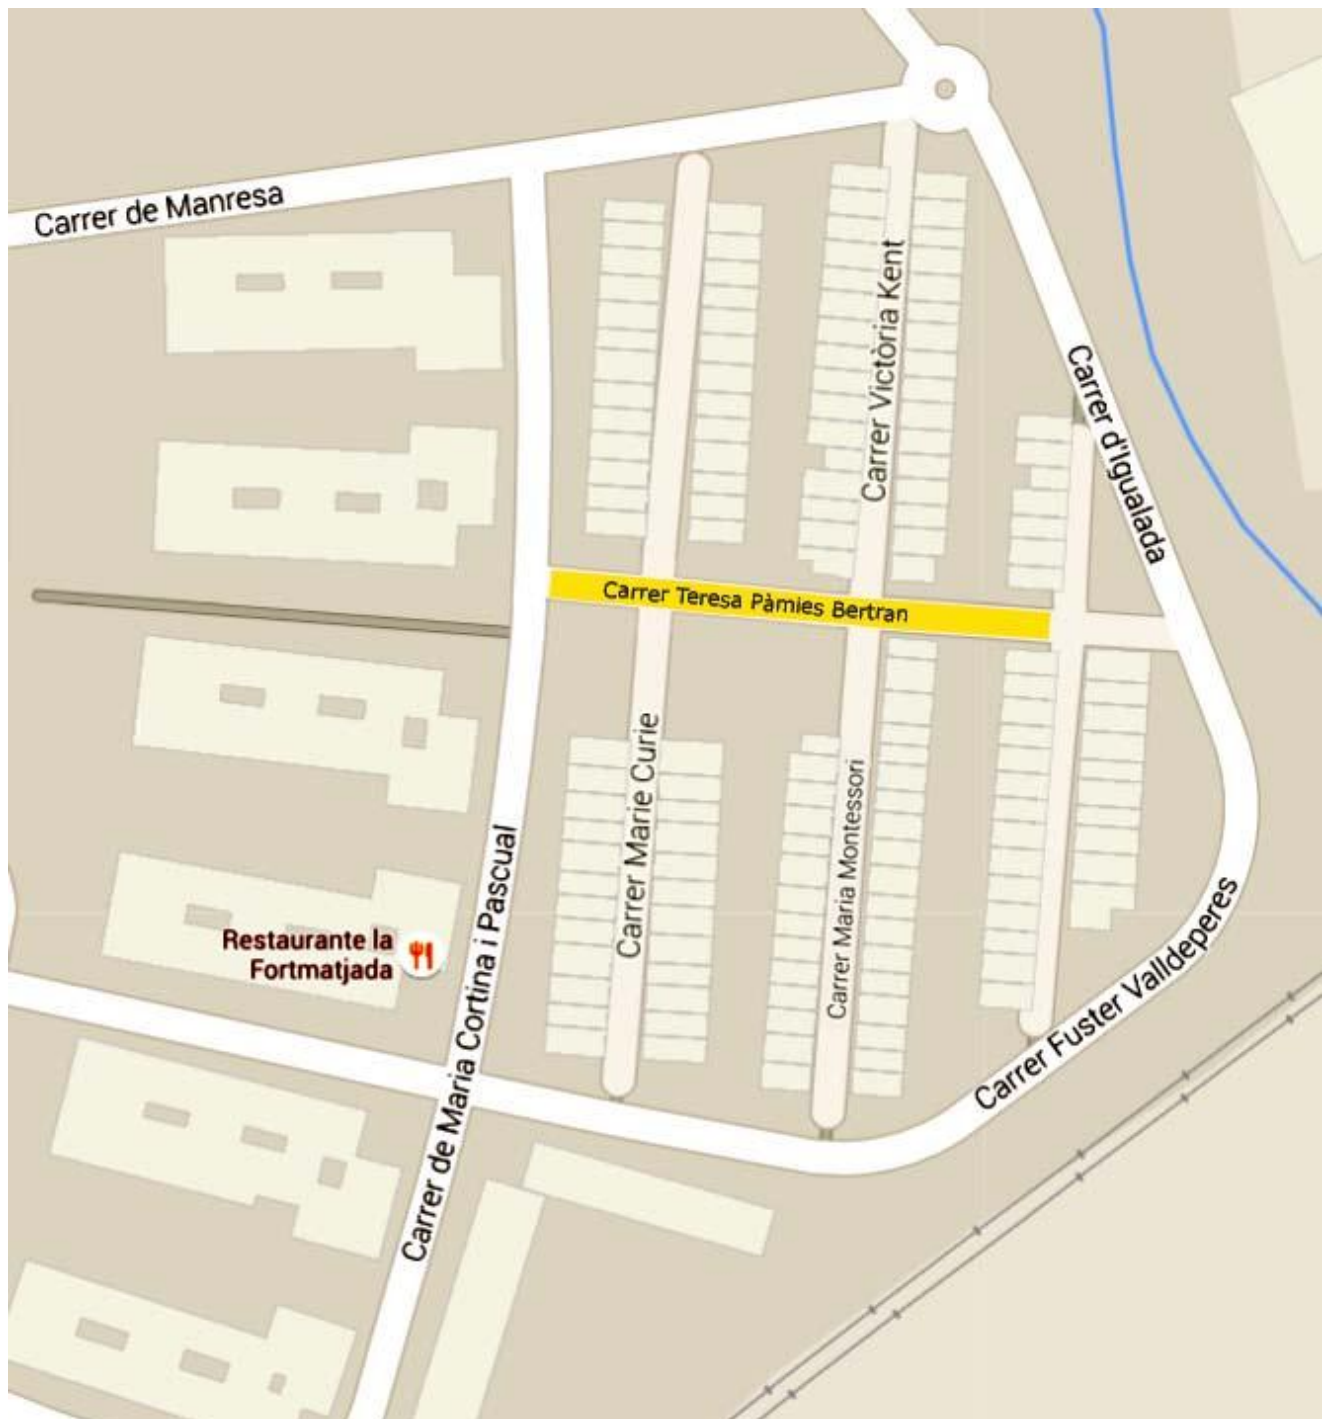 Carrer de Manresa
Carrer Victòria Kent
Carrer d'Igualada
Carrer Teresa Pàmies Bertran
Carrer Marie Curie
Carrer Maria Montessori
Carrer de Maria Cortina i Pascual
Restaurante la
Fortmatjada
Carrer Fuster Valldeperes